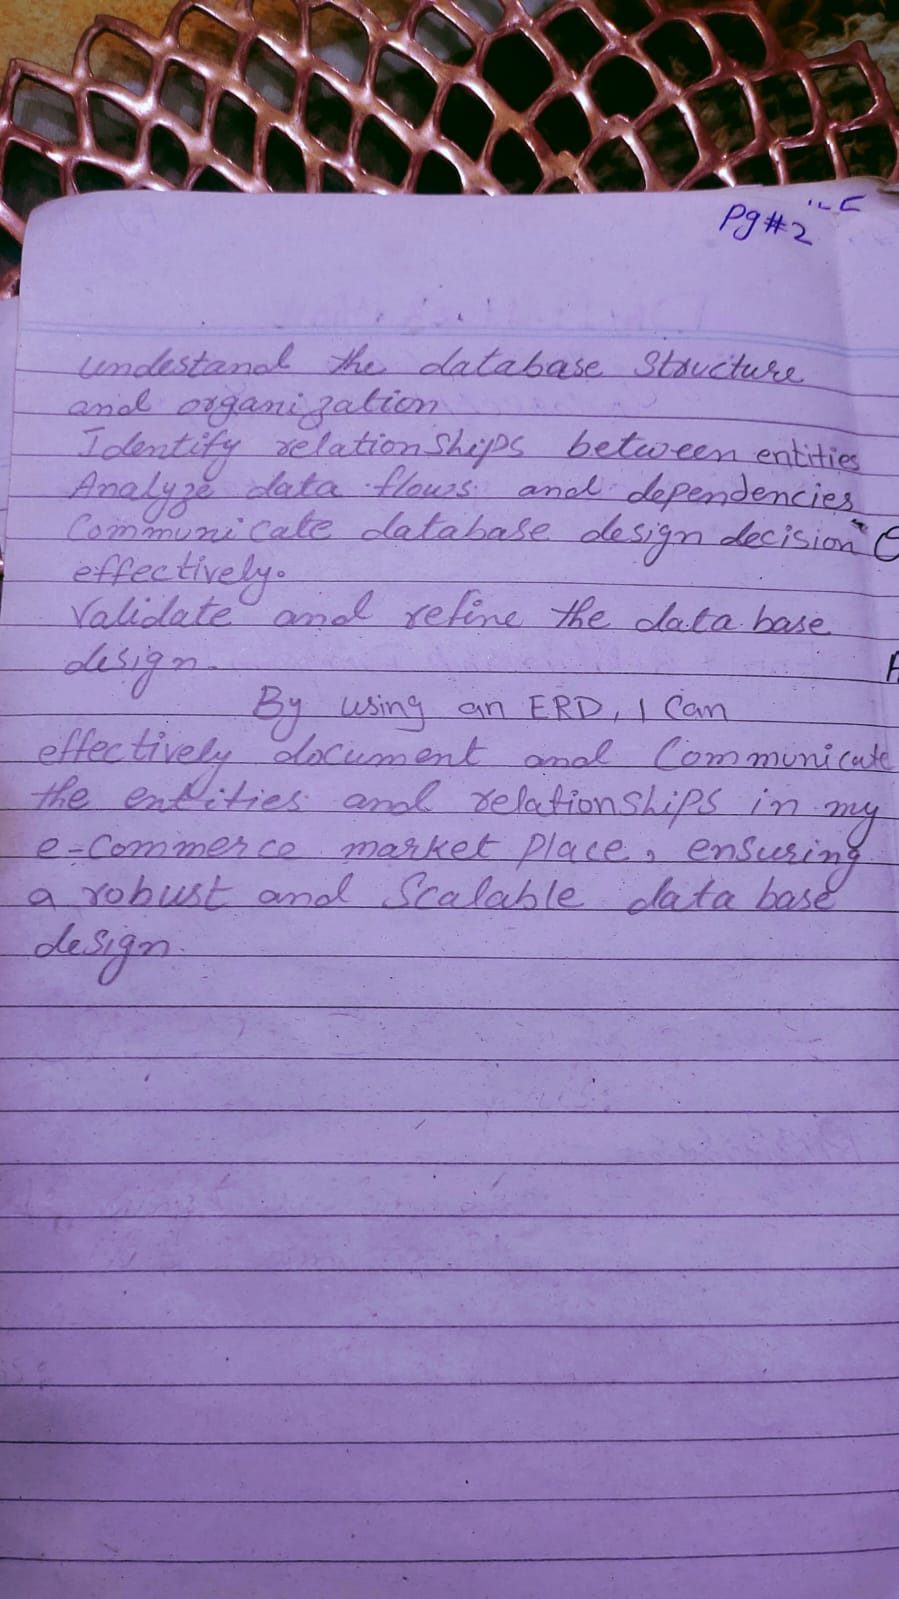 Pg#2
undestand the database Structure
and organization
Identify relationships between entities
Analyze data flows and dependencies
Communicate database design decision
effectively.
Validate and refine the data base
design.
By using an ERD, I Can
effectively document and Communicate
the entities and relationships in my
e-Commerce market place, ensuring
a robust and Scalable data base
design.